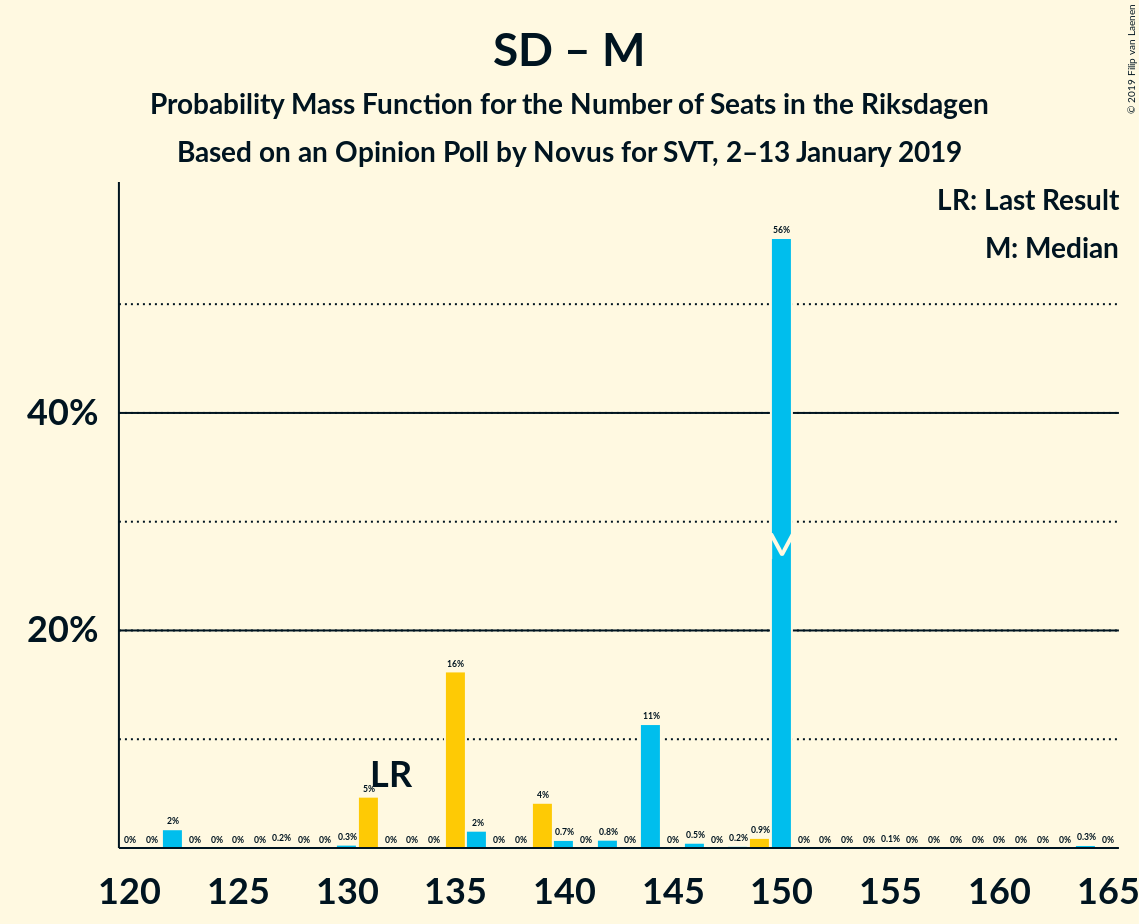 SD – M
Probability Mass Function for the Number of Seats in the Riksdagen
Based on an Opinion Poll by Novus for SVT, 2–13 January 2019
© 2019 Filip van Laenen
LR: Last Result
M: Median
40%
20%
0% 0% 2% 0% 0% 0% 0% 0.2% 0% 0% 0.3% 5% 0% 0% 0% 16% 2% 0% 0% 4% 0.7% 0% 0.8% 0% 11% 0% 0.5% 0% 0.2% 0.9% 56% 0% 0% 0% 0% 0.1% 0% 0% 0% 0% 0% 0% 0% 0% 0.3% 0%
LR
120 125 130 135 140 145 150 155 160 165